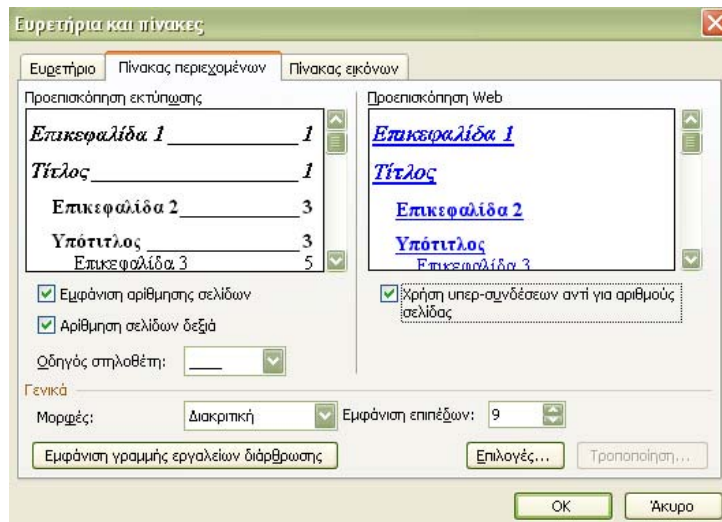 Ευρετήρια και πίνακες
Ευρετήριο Πίνακας περιεχομένων Πίνακας εικόνων
Προεπισκόπηση εκτύπωσης Προεπισκόπηση Web
Επικεφαλίδα 1 1 Επικεφαλίδα 1
Τίτλος 1 Τίτλος
Επικεφαλίδα 2 3 Επικεφαλίδα 2
Υπότιτλος 3 Υπότιτλος
Επικεφαλίδα 3 5 Επικεφαλίδα 3
Εμφάνιση αρίθμησης σελίδων Χρήση υπερ-συνδέσεων αντί για αριθμούς
σελίδας
Αρίθμηση σελίδων δεξιά
Οδηγός στηλοθέτη: ____
Γενικά
Μορφές: Διακριτική Εμφάνιση επιπέδων: 9
Εμφάνιση γραμμής εργαλείων διάρθρωσης Επιλογές... Τροποποίηση...
OK Άκυρο